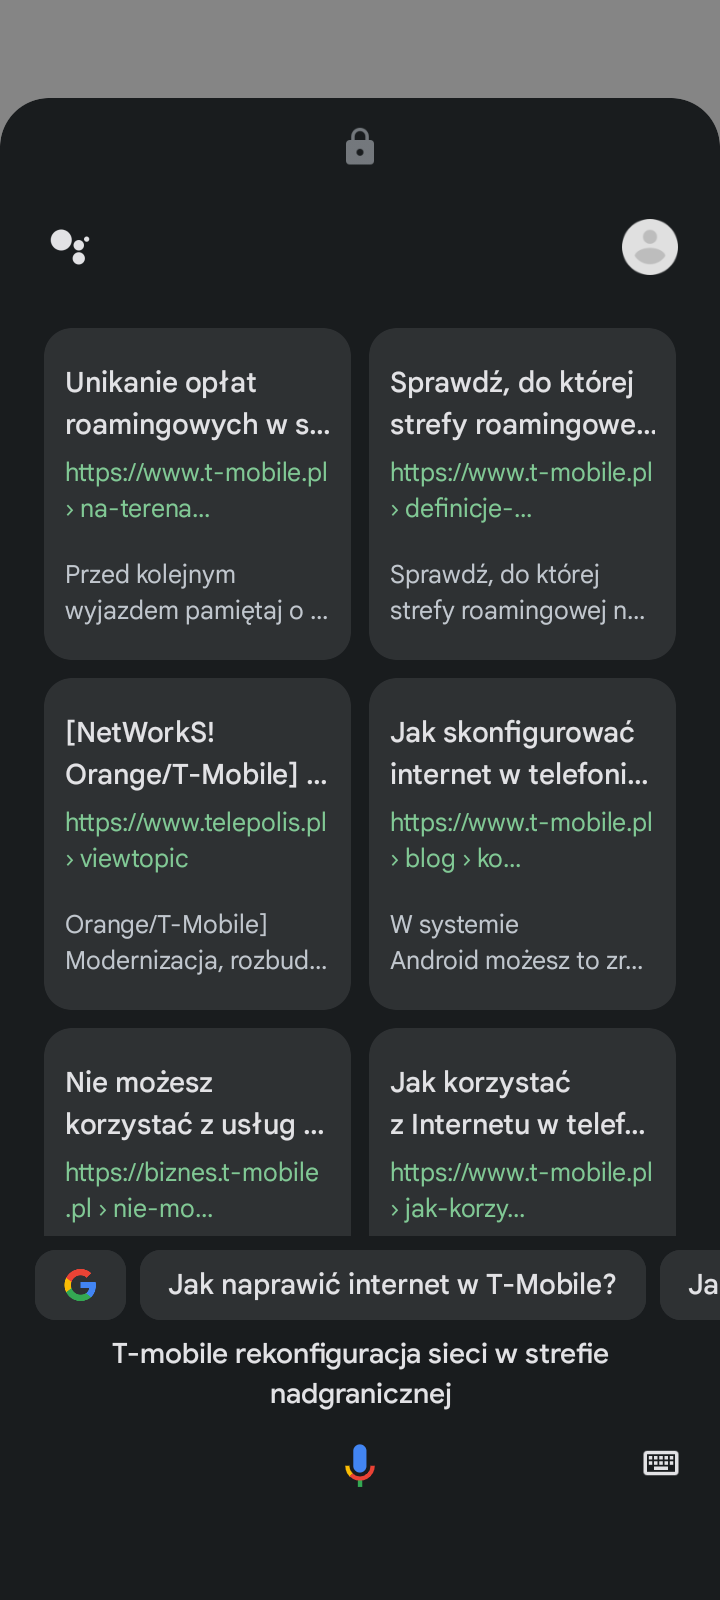 Unikanie opłat
roamingowych w s...
https://www.t-mobile.pl
› na-terena...
Przed kolejnym
wyjazdem pamiętaj o ...
Sprawdź, do której
strefy roamingowe...
https://www.t-mobile.pl
› definicje-...
Sprawdź, do której
strefy roamingowej n...
[NetWorkS!
Orange/T-Mobile] ...
https://www.telepolis.pl
› viewtopic
Orange/T-Mobile]
Modernizacja, rozbud...
Jak skonfigurować
internet w telefoni...
https://www.t-mobile.pl
› blog › ko...
W systemie
Android możesz to zr...
Nie możesz
korzystać z usług ...
https://biznes.t-mobile
.pl › nie-mo...
Jak korzystać
z Internetu w telef...
https://www.t-mobile.pl
› jak-korzy...
Jak naprawić internet w T-Mobile?
Ja
T-mobile rekonfiguracja sieci w strefie
nadgranicznej